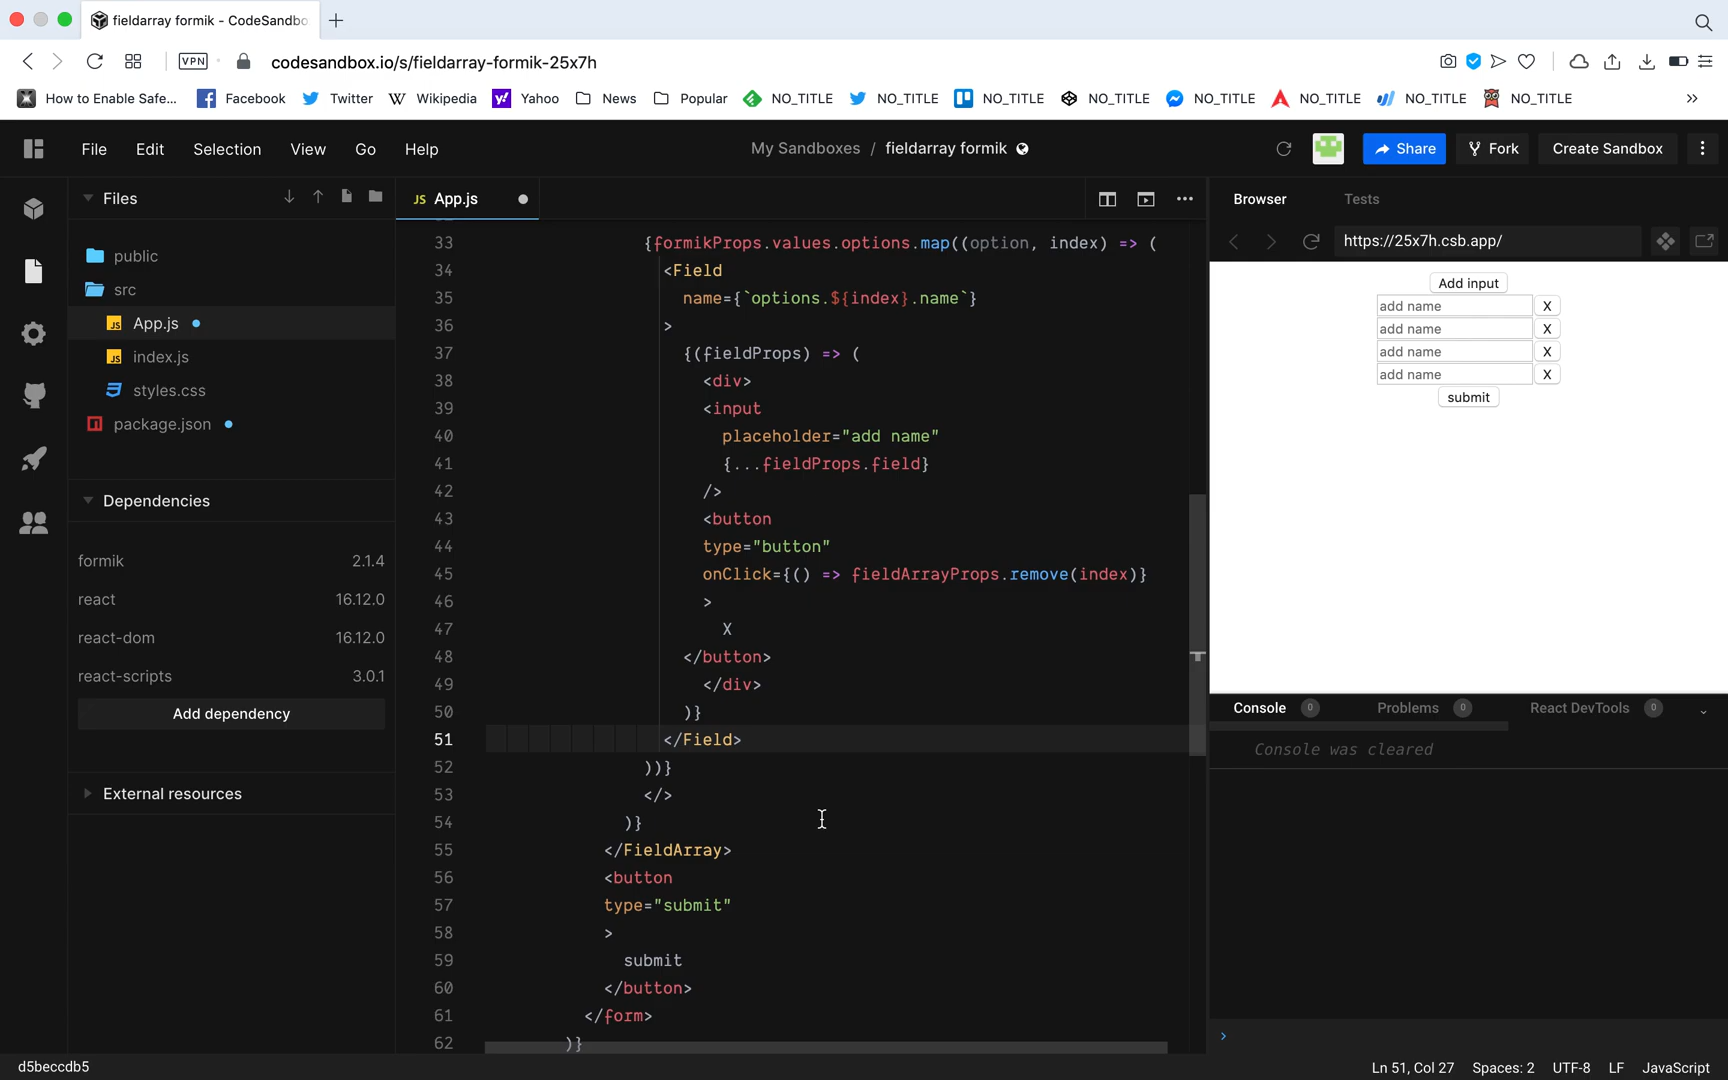 fieldarray formik - CodeSandbo
VPN
codesandbox.io/s/fieldarray-formik-25x7h
How to Enable Safe... Facebook Twitter Wikipedia Yahoo News Popular NO_TITLE NO_TITLE NO_TITLE NO_TITLE NO_TITLE NO_TITLE NO_TITLE NO_TITLE
File Edit Selection View Go Help
My Sandboxes / fieldarray formik
Share Fork Create Sandbox
Files
public
src
JS App.js
JS index.js
styles.css
package.json
Dependencies
formik 2.1.4
react 16.12.0
react-dom 16.12.0
react-scripts 3.0.1
Add dependency
External resources
JS App.js
33 {formikProps.values.options.map((option, index) => (
34 <Field
35 name={`options.${index}.name`}
36 >
37 {(fieldProps) => (
38 <div>
39 <input
40 placeholder="add name"
41 {...fieldProps.field}
42 />
43 <button
44 type="button"
45 onClick={() => fieldArrayProps.remove(index)}
46 >
47 X
48 </button>
49 </div>
50 )}
51 </Field>
52 ))}
53 </>
54 )}
55 </FieldArray>
56 <button
57 type="submit"
58 >
59 submit
60 </button>
61 </form>
62 )}
Browser Tests
https://25x7h.csb.app/
Add input
add name X
add name X
add name X
add name X
submit
Console 0 Problems 0 React DevTools 0
Console was cleared
›
d5beccdb5
Ln 51, Col 27 Spaces: 2 UTF-8 LF JavaScript